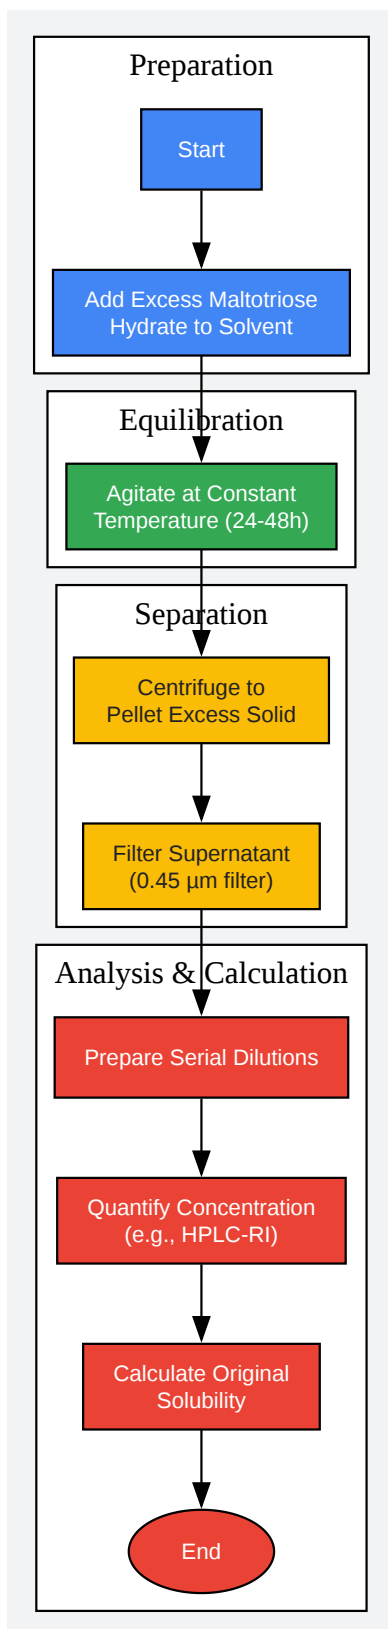 Preparation
Start
Add Excess Maltotriose
Hydrate to Solvent
Equilibration
Agitate at Constant
Temperature (24-48h)
Separation
Centrifuge to
Pellet Excess Solid
Filter Supernatant
(0.45 µm filter)
Analysis & Calculation
Prepare Serial Dilutions
Quantify Concentration
(e.g., HPLC-RI)
Calculate Original
Solubility
End